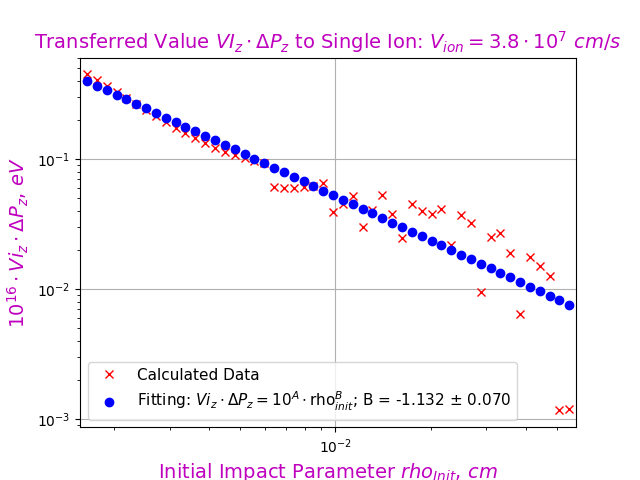 Transferred Value $VI_z \cdot \Delta P_z$ to Single Ion: $V_{ion} = 3.8 \cdot 10^7$ cm/s
$10^{16} \cdot Vi_z \cdot \Delta P_z$, eV
$10^{-1}$
$10^{-2}$
$10^{-3}$
Calculated Data
Fitting: $Vi_z \cdot \Delta P_z = 10^A \cdot \text{rho}_{init}^B$; B = -1.132 ± 0.070
$10^{-2}$
Initial Impact Parameter $rho_{Init}$, cm